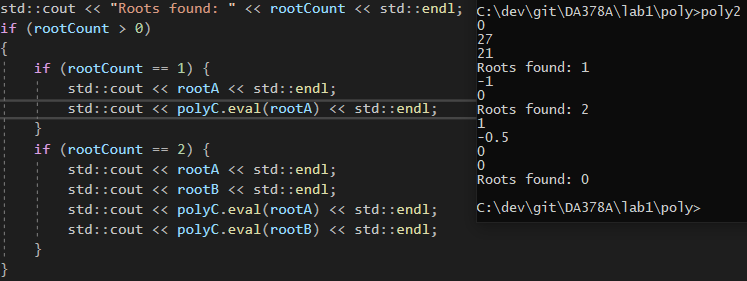 std::cout << "Roots found: " << rootCount << std::endl;
if (rootCount > 0)
{
if (rootCount == 1) {
std::cout << rootA << std::endl;
std::cout << polyC.eval(rootA) << std::endl;
}
if (rootCount == 2) {
std::cout << rootA << std::endl;
std::cout << rootB << std::endl;
std::cout << polyC.eval(rootA) << std::endl;
std::cout << polyC.eval(rootB) << std::endl;
}
}
C:\dev\git\DA378A\lab1\poly>poly2
0
27
21
Roots found: 1
-1
0
Roots found: 2
1
-0.5
0
0
Roots found: 0
C:\dev\git\DA378A\lab1\poly>